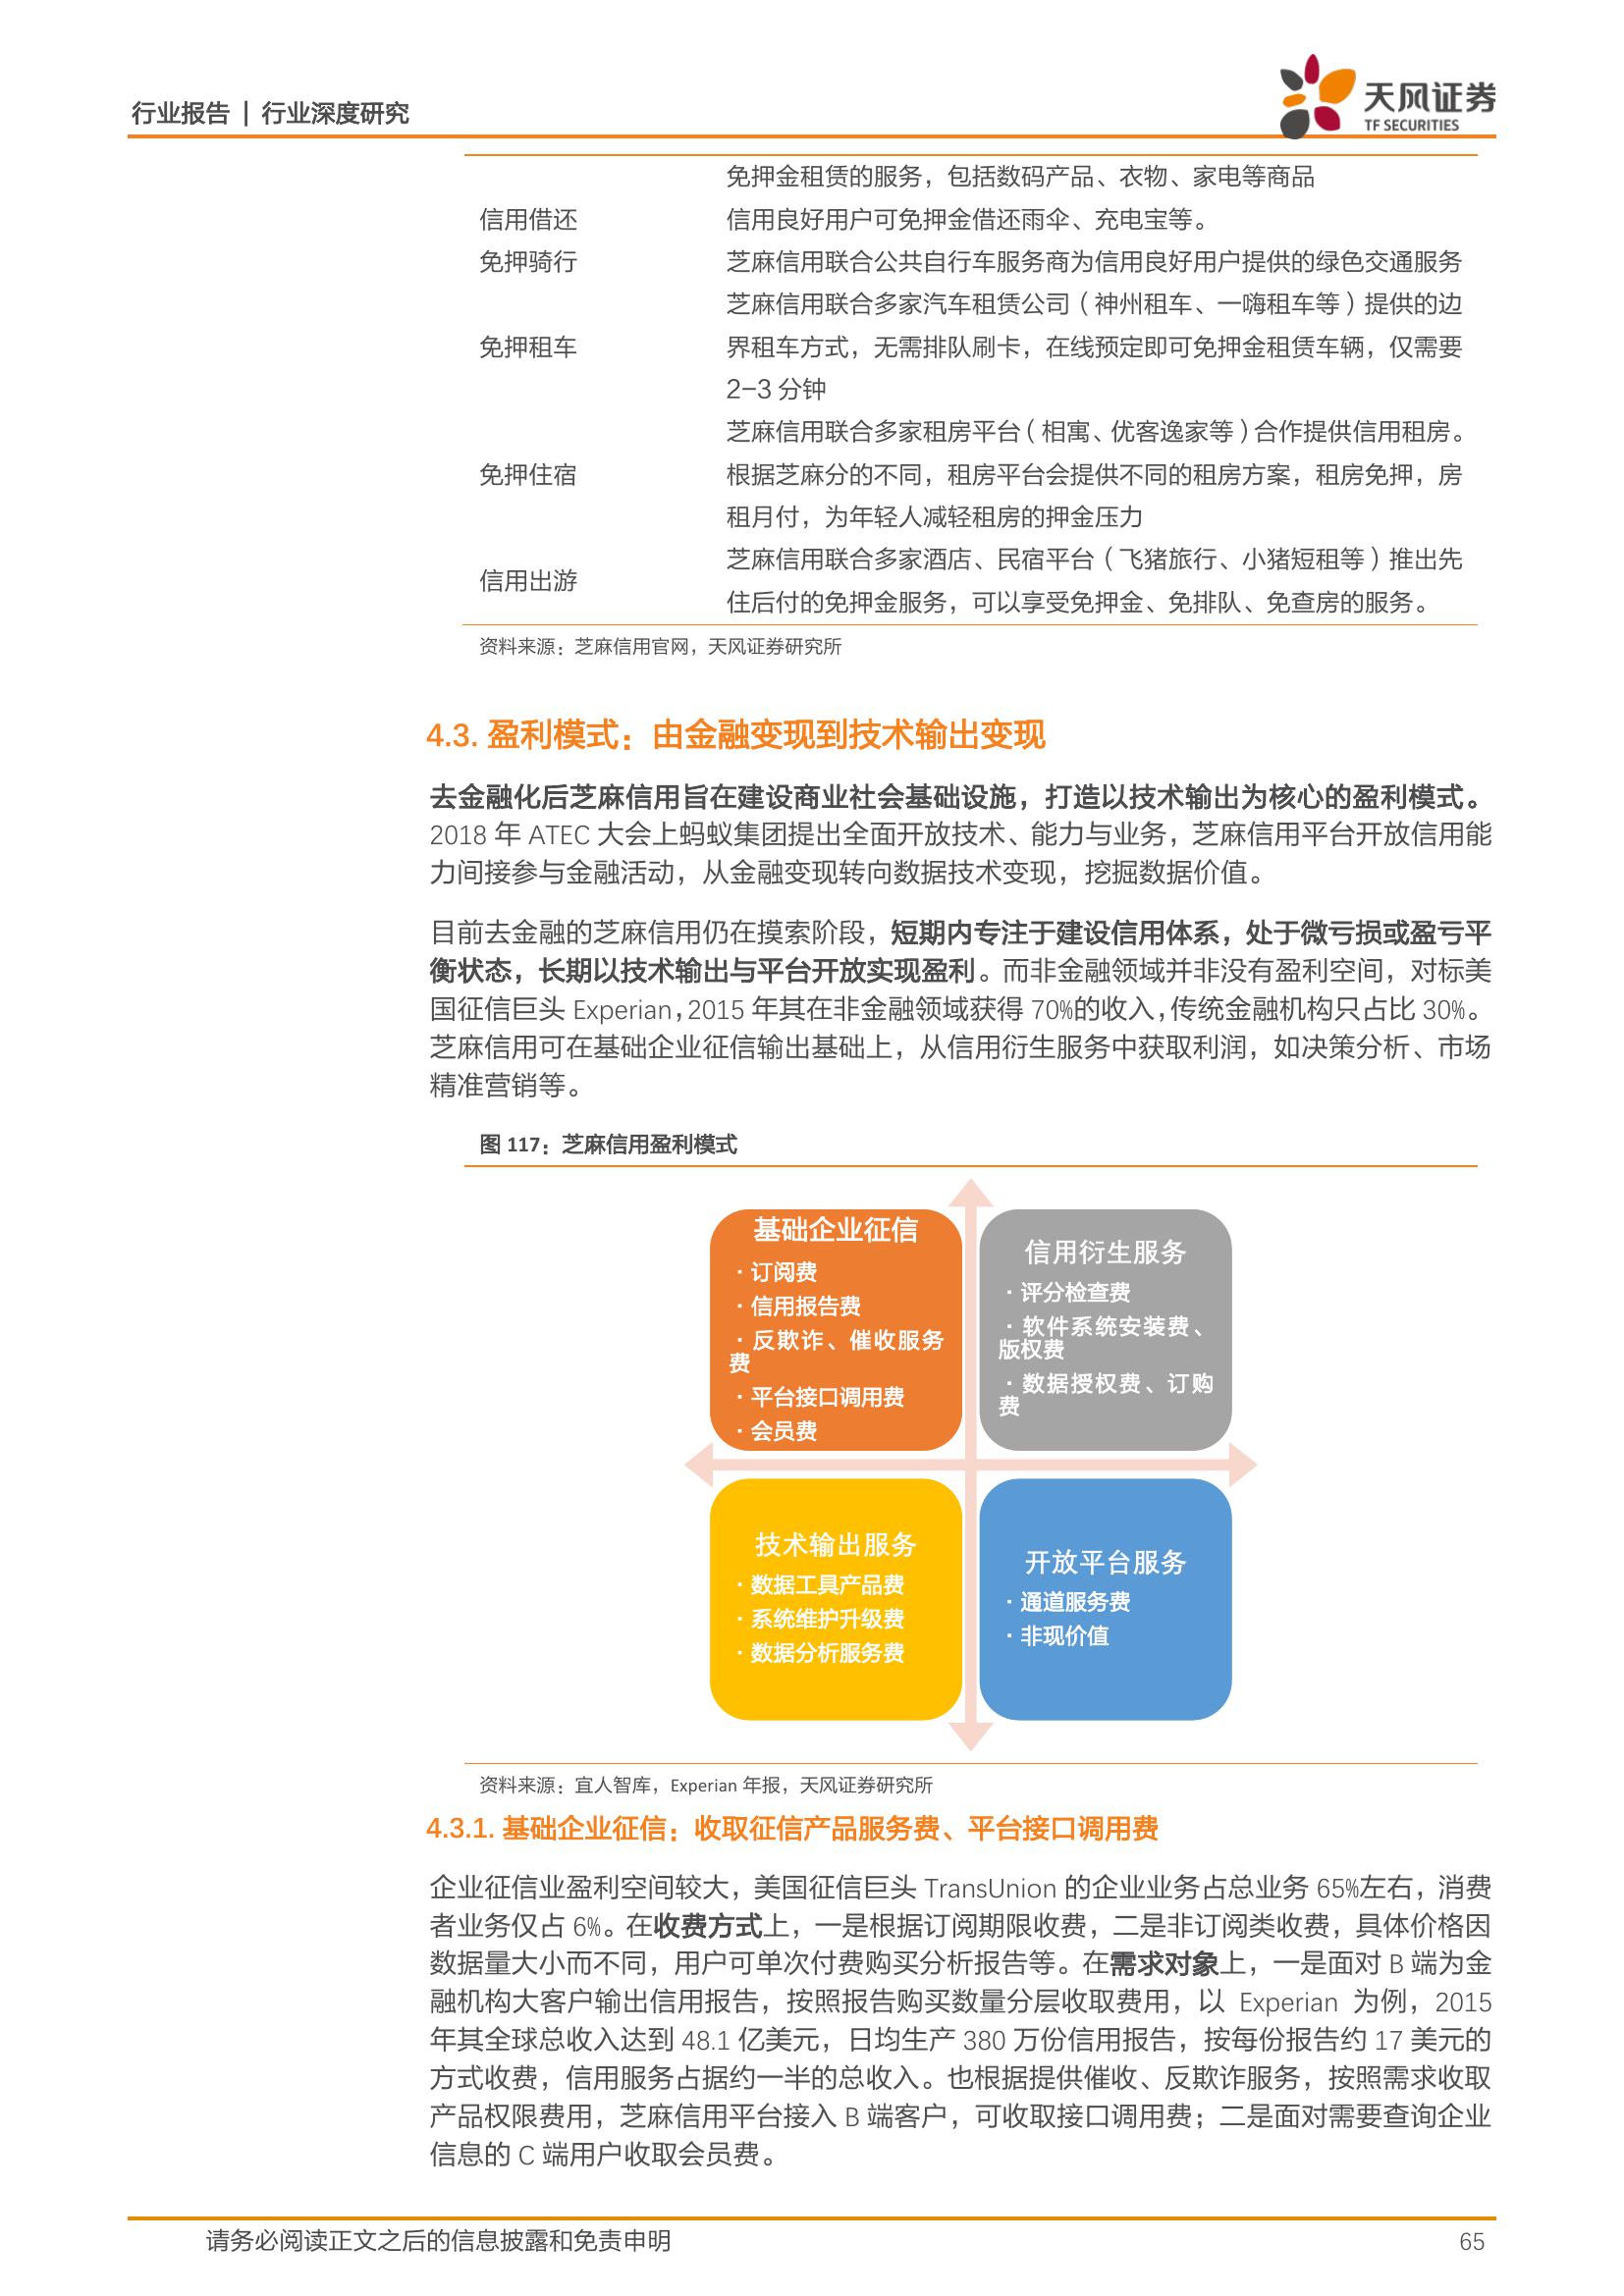 行业报告 | 行业深度研究
天风证券
TF SECURITIES
免押金租赁的服务，包括数码产品、衣物、家电等商品
信用借还
信用良好用户可免押金借还雨伞、充电宝等。
免押骑行
芝麻信用联合公共自行车服务商为信用良好用户提供的绿色交通服务
免押租车
芝麻信用联合多家汽车租赁公司（神州租车、一嗨租车等）提供的边
界租车方式，无需排队刷卡，在线预定即可免押金租赁车辆，仅需要
2-3 分钟
免押住宿
芝麻信用联合多家租房平台（相寓、优客逸家等）合作提供信用租房。
根据芝麻分的不同，租房平台会提供不同的租房方案，租房免押，房
租月付，为年轻人减轻租房的押金压力
信用出游
芝麻信用联合多家酒店、民宿平台（飞猪旅行、小猪短租等）推出先
住后付的免押金服务，可以享受免押金、免排队、免查房的服务。
资料来源：芝麻信用官网，天风证券研究所
4.3. 盈利模式：由金融变现到技术输出变现
去金融化后芝麻信用旨在建设商业社会基础设施，打造以技术输出为核心的盈利模式。
2018 年 ATEC 大会上蚂蚁集团提出全面开放技术、能力与业务，芝麻信用平台开放信用能
力间接参与金融活动，从金融变现转向数据技术变现，挖掘数据价值。
目前去金融的芝麻信用仍在摸索阶段，短期内专注于建设信用体系，处于微亏损或盈亏平
衡状态，长期以技术输出与平台开放实现盈利。而非金融领域并非没有盈利空间，对标美
国征信巨头 Experian，2015 年其在非金融领域获得 70%的收入，传统金融机构只占比 30%。
芝麻信用可在基础企业征信输出基础上，从信用衍生服务中获取利润，如决策分析、市场
精准营销等。
图 117：芝麻信用盈利模式
基础企业征信
·订阅费
·信用报告费
·反欺诈、催收服务
费
·平台接口调用费
·会员费
信用衍生服务
·评分检查费
·软件系统安装费、
版权费
·数据授权费、订购
费
技术输出服务
·数据工具产品费
·系统维护升级费
·数据分析服务费
开放平台服务
·通道服务费
·非现价值
资料来源：宜人智库，Experian 年报，天风证券研究所
4.3.1. 基础企业征信：收取征信产品服务费、平台接口调用费
企业征信业盈利空间较大，美国征信巨头 TransUnion 的企业业务占总业务 65%左右，消费
者业务仅占 6%。在收费方式上，一是根据订阅期限收费，二是非订阅类收费，具体价格因
数据量大小而不同，用户可单次付费购买分析报告等。在需求对象上，一是面对 B 端为金
融机构大客户输出信用报告，按照报告购买数量分层收取费用，以 Experian 为例，2015
年其全球总收入达到 48.1 亿美元，日均生产 380 万份信用报告，按每份报告约 17 美元的
方式收费，信用服务占据约一半的总收入。也根据提供催收、反欺诈服务，按照需求收取
产品权限费用，芝麻信用平台接入 B 端客户，可收取接口调用费；二是面对需要查询企业
信息的 C 端用户收取会员费。
请务必阅读正文之后的信息披露和免责申明
65